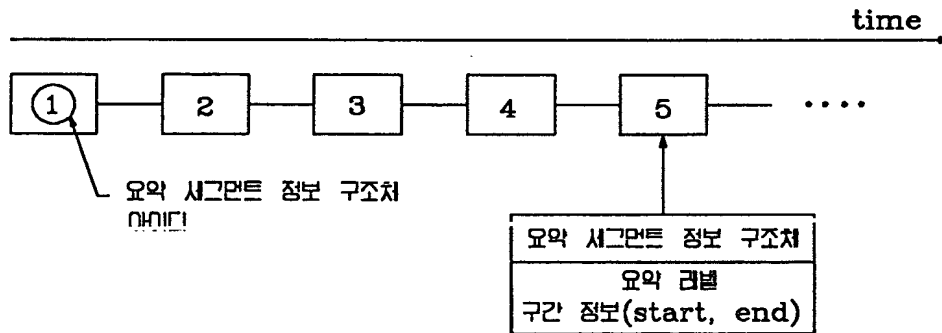 time
1
2
3
4
5
....
요약 세그먼트 정보 구조체
아이디
요약 세그먼트 정보 구조체
요약 레벨
구간 정보(start, end)